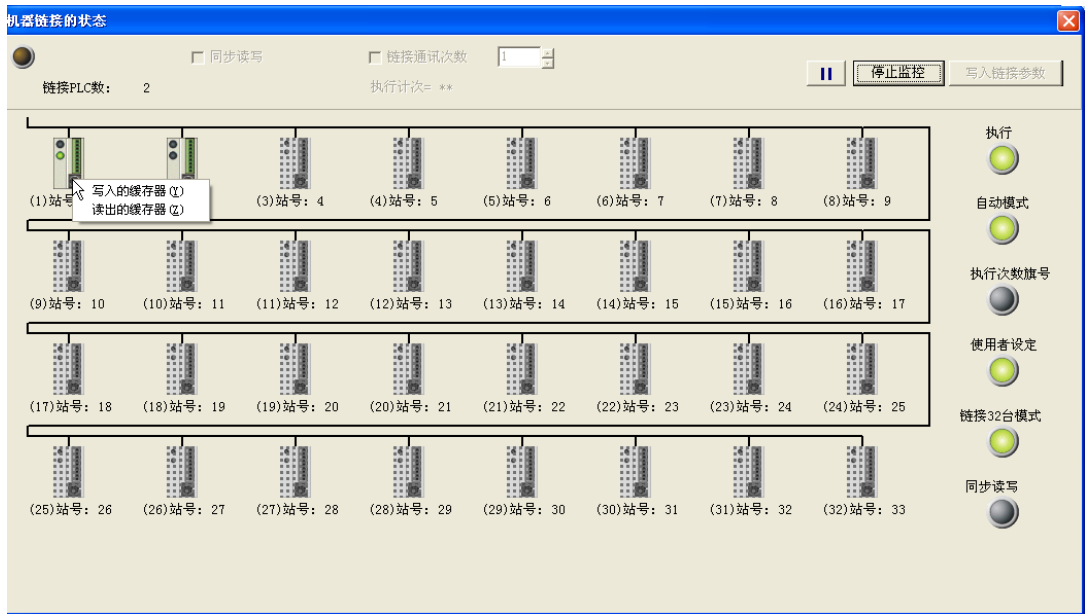 机器链接的状态
同步读写
链接通讯次数
1
链接PLC数： 2
执行计次= **
停止监控
写入链接参数
执行
(1)站号
写入的缓存器(Y)
读出的缓存器(Z)
(3)站号: 4
(4)站号: 5
(5)站号: 6
(6)站号: 7
(7)站号: 8
(8)站号: 9
自动模式
(9)站号: 10
(10)站号: 11
(11)站号: 12
(12)站号: 13
(13)站号: 14
(14)站号: 15
(15)站号: 16
(16)站号: 17
执行次数旗号
使用者设定
(17)站号: 18
(18)站号: 19
(19)站号: 20
(20)站号: 21
(21)站号: 22
(22)站号: 23
(23)站号: 24
(24)站号: 25
链接32台模式
(25)站号: 26
(26)站号: 27
(27)站号: 28
(28)站号: 29
(29)站号: 30
(30)站号: 31
(31)站号: 32
(32)站号: 33
同步读写